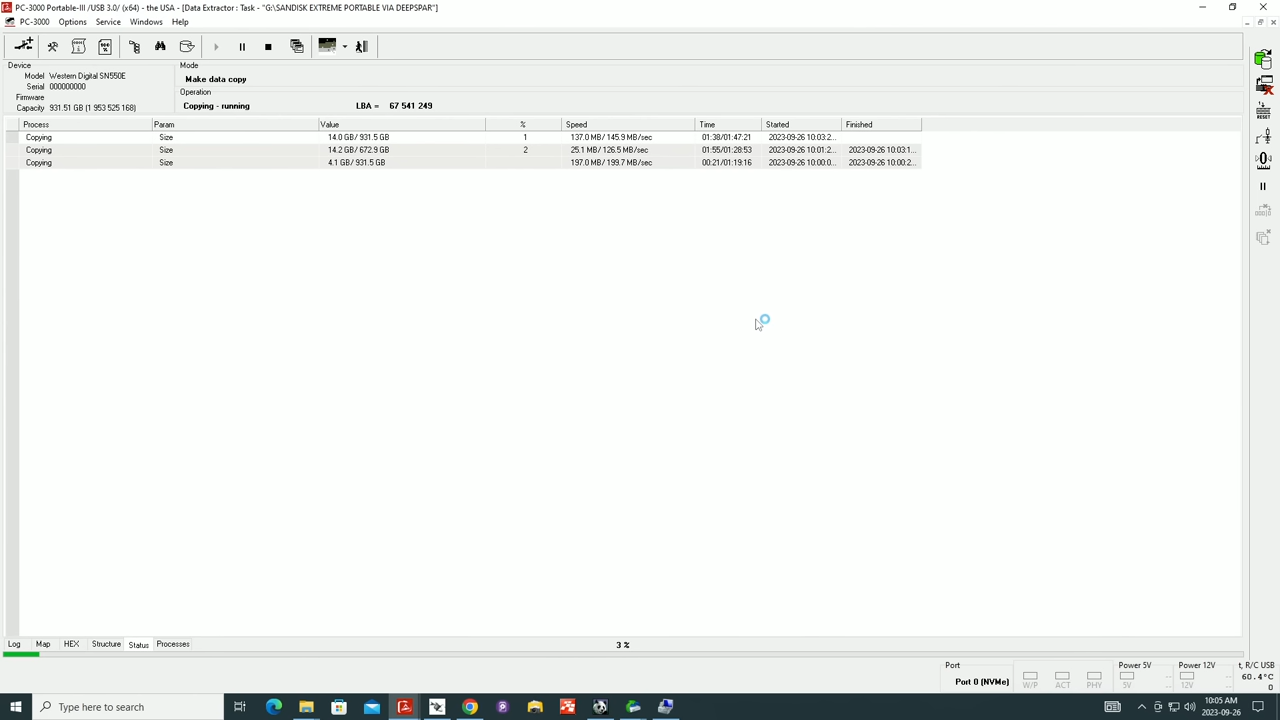 PC-3000 Portable-III /USB 3.0/ (x64) - the USA - [Data Extractor : Task - "G:\SANDISK EXTREME PORTABLE VIA DEEPSPAR"]
PC-3000 Options Service Windows Help
Device
Model Western Digital SN550E
Serial 000000000
Firmware
Capacity 931.51 GB (1 953 525 168)
Mode
Make data copy
Operation
Copying - running LBA = 67 541 249
Process Param Value % Speed Time Started Finished
Copying Size 14.0 GB/ 931.5 GB 1 137.0 MB/ 145.9 MB/sec 01:38/01:47:21 2023-09-26 10:03:2...
Copying Size 14.2 GB/ 672.9 GB 2 25.1 MB/ 126.5 MB/sec 01:55/01:28:53 2023-09-26 10:01:2... 2023-09-26 10:03:1...
Copying Size 4.1 GB/ 931.5 GB 197.0 MB/ 199.7 MB/sec 00:21/01:19:16 2023-09-26 10:00:0... 2023-09-26 10:00:2...
RESET
Log Map HEX Structure Status Processes 3 %
Port Power 5V Power 12V t, R/C USB
Port 0 (NVMe) 60.4°C
W/P ACT PHY 5V -- 12V -- 0
Type here to search
10:05 AM
2023-09-26